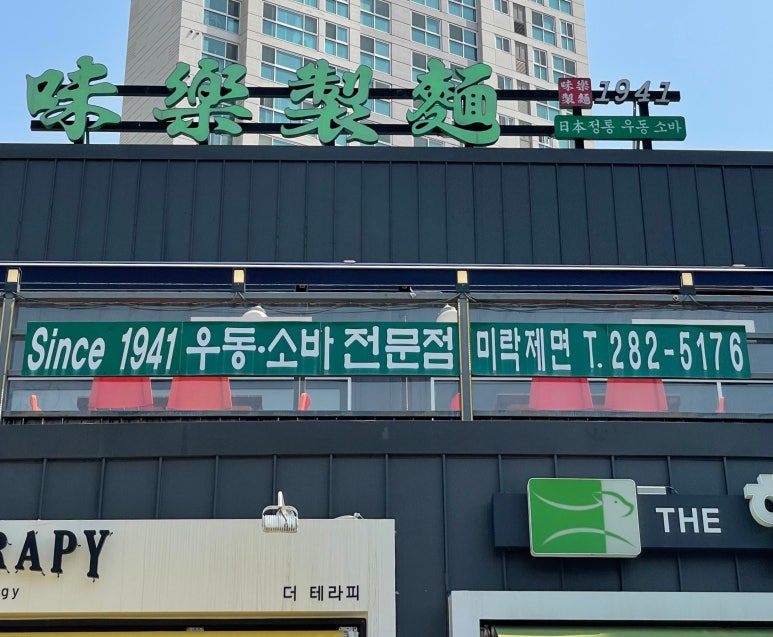 味樂製麵
味樂
製麵
1941
日本정통 우동 소바
Since 1941 우동·소바 전문점 미락제면 T. 282-5176
RAPY
gy
더 테라피
THE